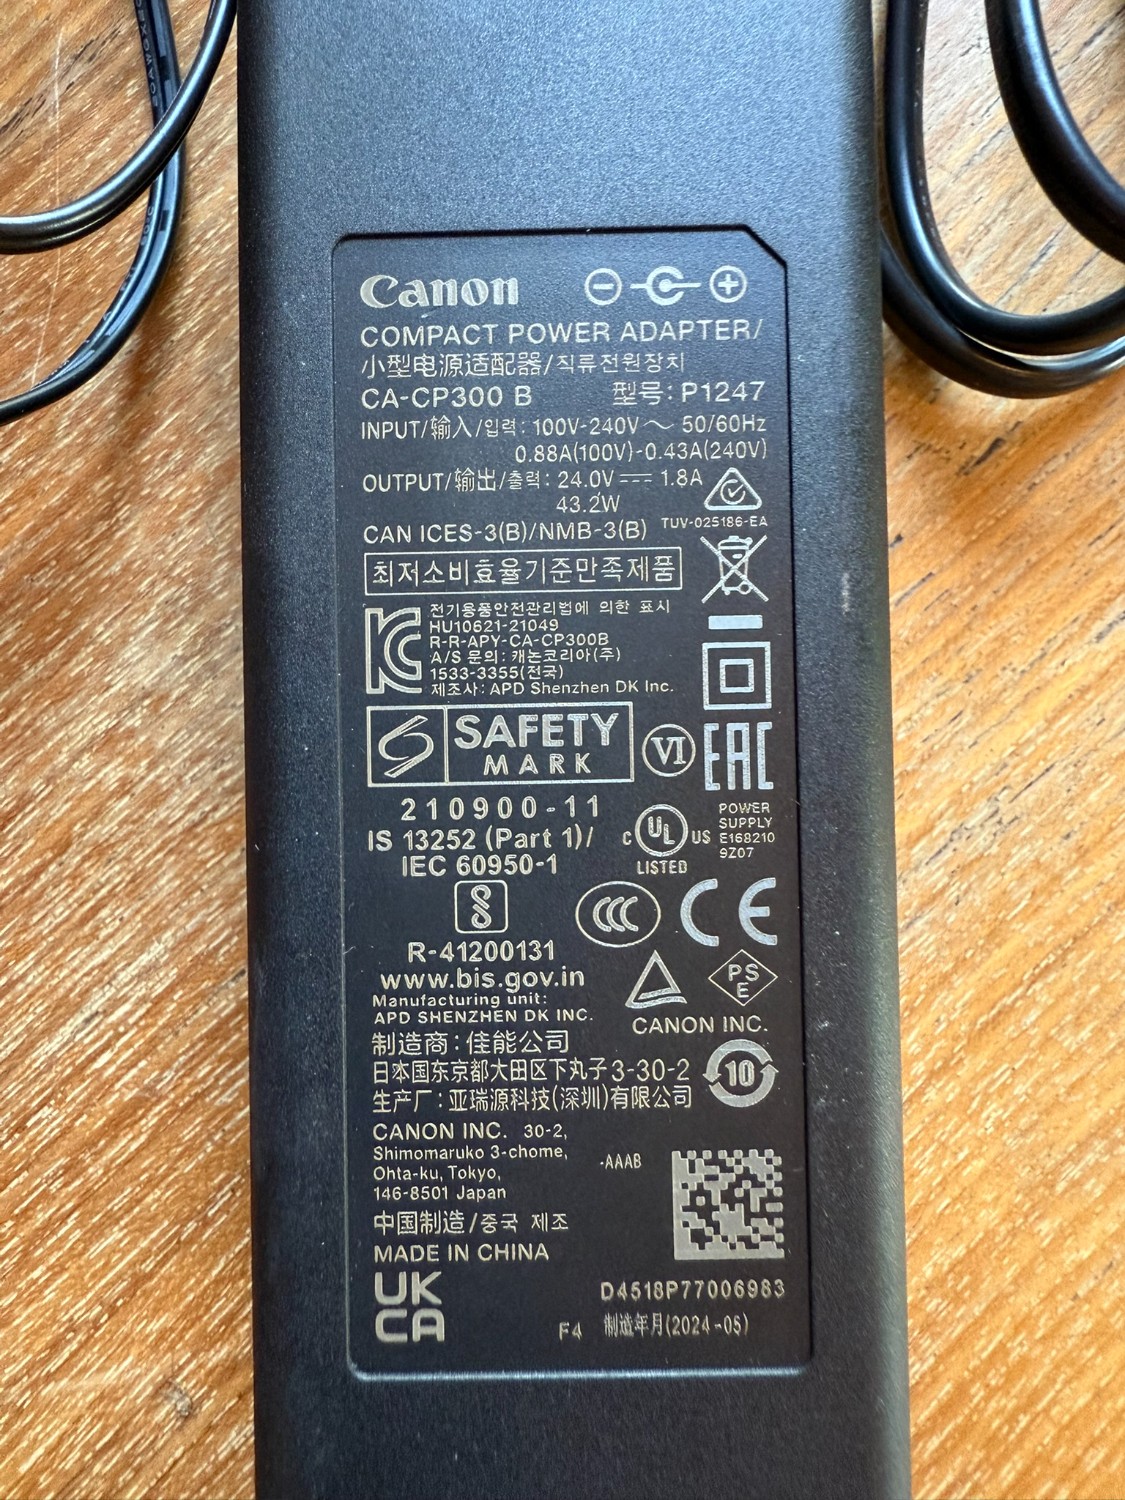 Canon
COMPACT POWER ADAPTER/
小型电源适配器/직류전원장치
CA-CP300 B 型号: P1247
INPUT/输入/입력: 100V-240V ～ 50/60Hz
0.88A(100V)-0.43A(240V)
OUTPUT/输出/출력: 24.0V ⎓ 1.8A
43.2W
TUV-025186-EA
CAN ICES-3(B)/NMB-3(B)
최저소비효율기준만족제품
전기용품안전관리법에 의한 표시
HU10621-21049
R-R-APY-CA-CP300B
A/S 문의: 캐논코리아(주)
1533-3355(전국)
제조사: APD Shenzhen DK Inc.
SAFETY
MARK
VI
EAC
210900-11
IS 13252 (Part 1)/
IEC 60950-1
C UL US
LISTED
POWER
SUPPLY
E168210
9Z07
CCC
CE
R-41200131
www.bis.gov.in
PS
E
Manufacturing unit:
APD SHENZHEN DK INC.
CANON INC.
制造商: 佳能公司
日本国东京都大田区下丸子3-30-2
生产厂: 亚瑞源科技(深圳)有限公司
10
CANON INC. 30-2,
Shimomaruko 3-chome,
Ohta-ku, Tokyo,
146-8501 Japan
-AAAB
中国制造/중국 제조
MADE IN CHINA
UK
CA
D4518P77006983
F4 制造年月(2024-05)